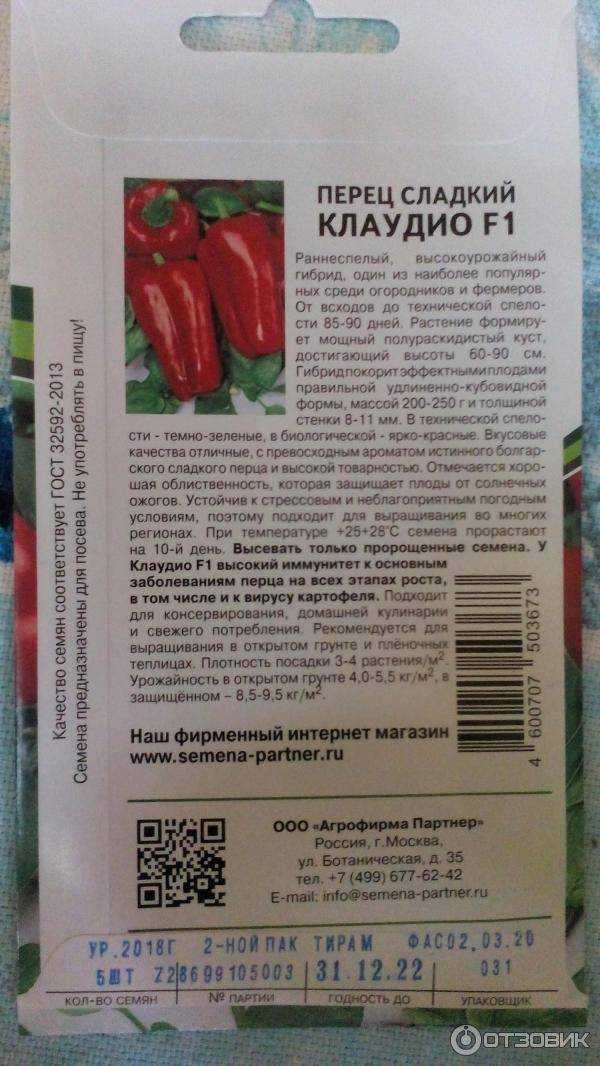 ПЕРЕЦ СЛАДКИЙ
КЛАУДИО F1
Раннеспелый, высокоурожайный
гибрид, один из наиболее популяр-
ных среди огородников и фермеров.
От всходов до технической спело-
сти 85-90 дней. Растение формиру-
ет мощный полураскидистый куст,
достигающий высоты 60-90 см.
Гибрид покорит эффектными плодами
правильной удлиненно-кубовидной
формы, массой 200-250 г и толщиной
стенки 8-11 мм. В технической спело-
сти - темно-зеленые, в биологической - ярко-красные. Вкусовые
качества отличные, с превосходным ароматом истинного болгар-
ского сладкого перца и высокой товарностью. Отмечается хоро-
шая облиственность, которая защищает плоды от солнечных
ожогов. Устойчив к стрессовым и неблагоприятным погодным
условиям, поэтому подходит для выращивания во многих
регионах. При температуре +25+28°С семена прорастают
на 10-й день. Высевать только пророщенные семена. У
Клаудио F1 высокий иммунитет к основным
заболеваниям перца на всех этапах роста,
в том числе и к вирусу картофеля. Подходит
для консервирования, домашней кулинарии
и свежего потребления. Рекомендуется для
выращивания в открытом грунте и плёночных
теплицах. Плотность посадки 3-4 растения/м².
Урожайность в открытом грунте 4,0-5,5 кг/м², в
защищённом – 8,5-9,5 кг/м².
4 600707 503673
Качество семян соответствует ГОСТ 32592-2013
Семена предназначены для посева. Не употреблять в пищу!
Наш фирменный интернет магазин
www.semena-partner.ru
ООО «Агрофирма Партнер»
Россия, г.Москва,
ул. Ботаническая, д. 35
тел. +7 (499) 677-62-42
E-mail: info@semena-partner.ru
УР.2018Г 2-НОЙ ПАК ТИРАМ ФАС02.03.20
5ШТ Z28699105003 31.12.22 031
КОЛ-ВО СЕМЯН № ПАРТИИ ГОДНОСТЬ ДО УПАКОВЩИК
ОТЗОВИК